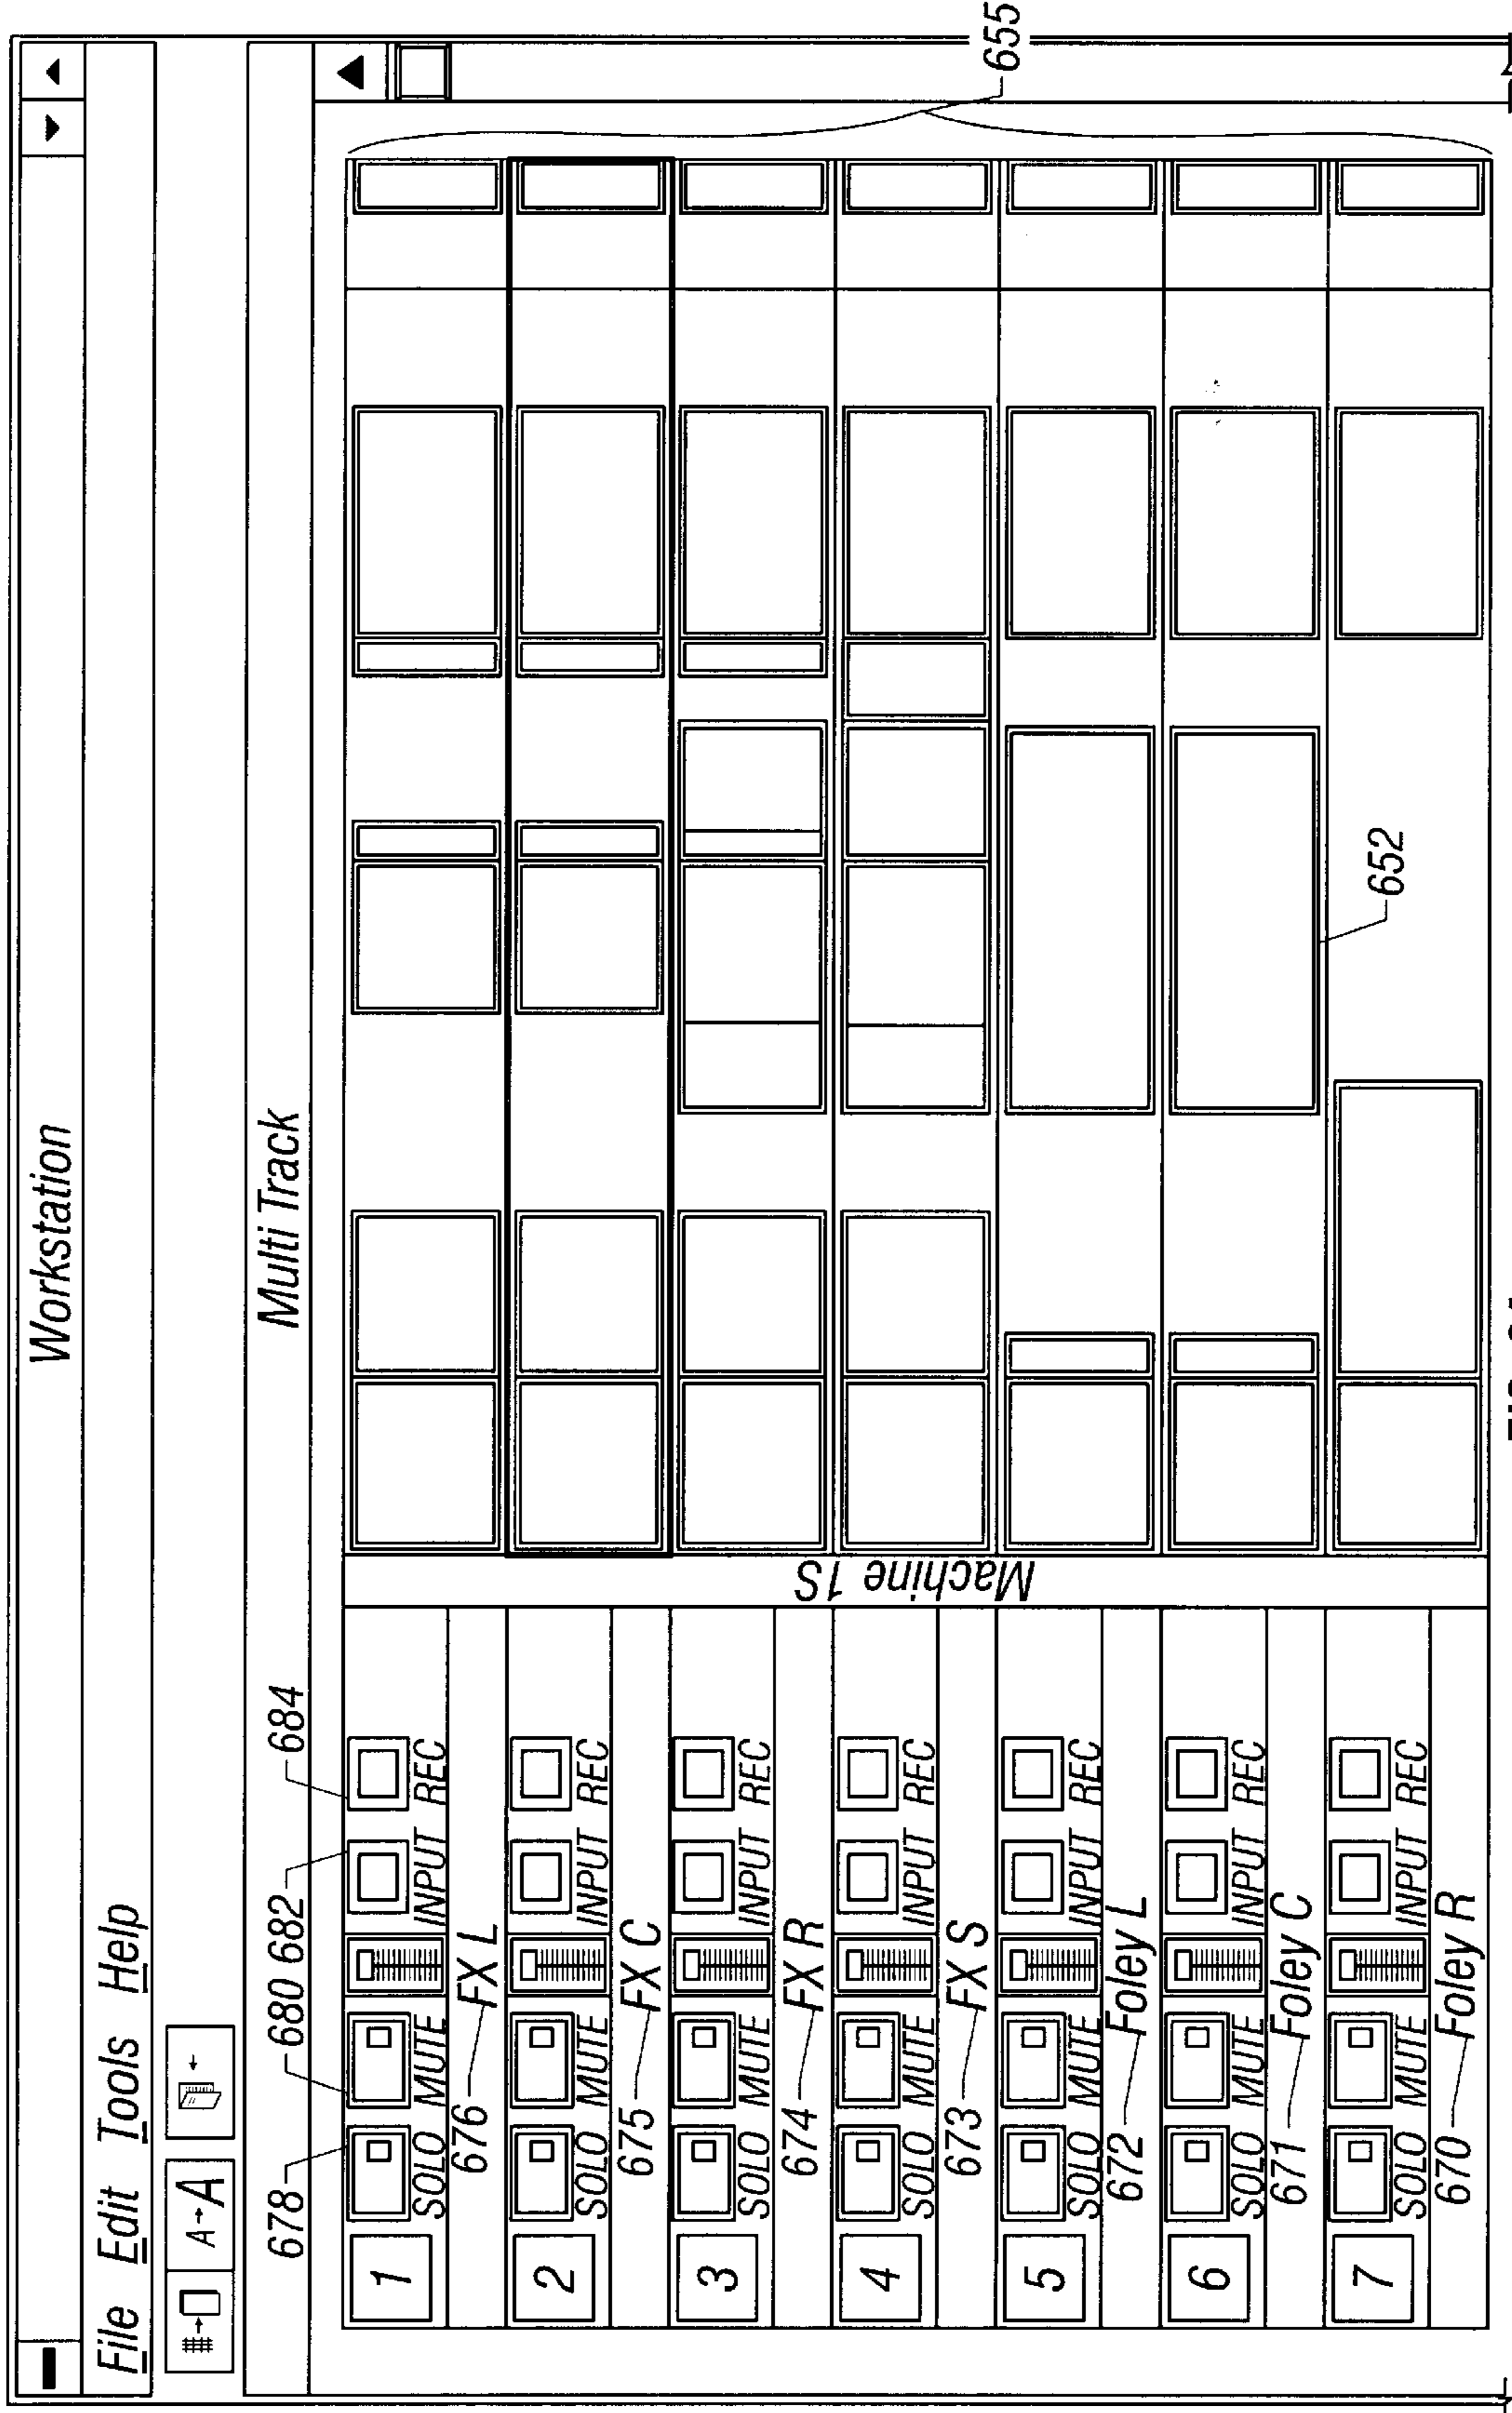 Workstation
File Edit Tools Help
A→A
Multi Track
678 680 682 684
655
1 SOLO MUTE INPUT REC
676 FX L
2 SOLO MUTE INPUT REC
675 FX C
3 SOLO MUTE INPUT REC
674 FX R
4 SOLO MUTE INPUT REC
673 FX S
5 SOLO MUTE INPUT REC
672 Foley L
6 SOLO MUTE INPUT REC
671 Foley C
7 SOLO MUTE INPUT REC
670 Foley R
Machine 1S
652